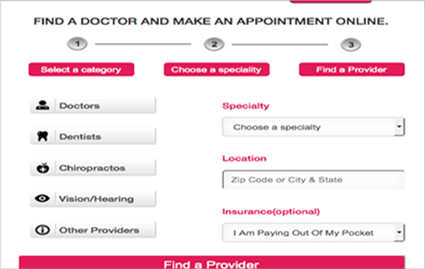 FIND A DOCTOR AND MAKE AN APPOINTMENT ONLINE.
1 2 3
Select a category Choose a speciality Find a Provider
Doctors
Dentists
Chiropractos
Vision/Hearing
Other Providers
Specialty
Choose a specialty
Location
Zip Code or City & State
Insurance(optional)
I Am Paying Out Of My Pocket
Find a Provider